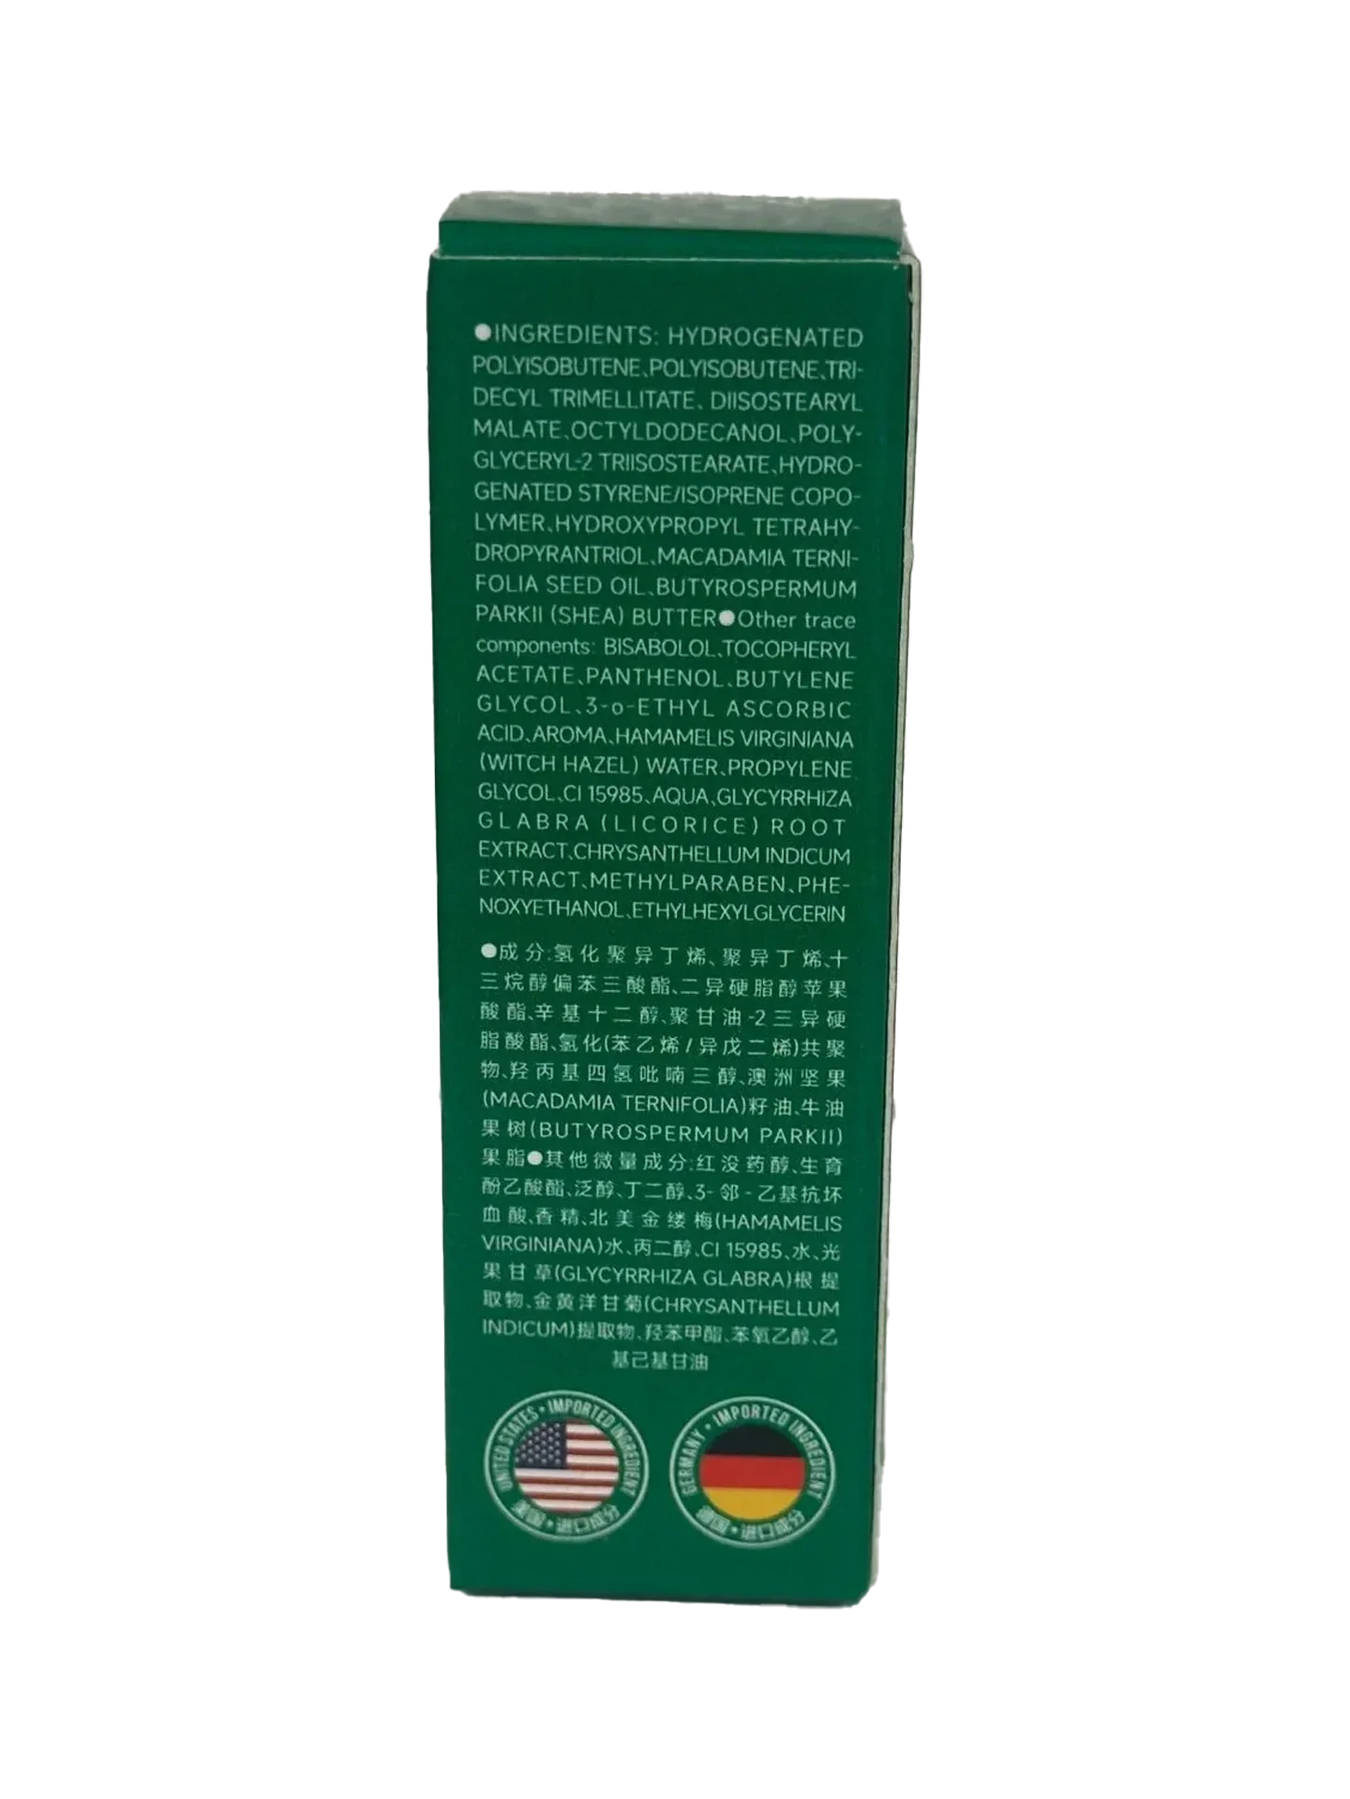 ●INGREDIENTS: HYDROGENATED
POLYISOBUTENE、POLYISOBUTENE、TRI-
DECYL TRIMELLITATE、DIISOSTEARYL
MALATE、OCTYLDODECANOL、POLY-
GLYCERYL-2 TRIISOSTEARATE、HYDRO-
GENATED STYRENE/ISOPRENE COPO-
LYMER、HYDROXYPROPYL TETRAHY-
DROPYRANTRIOL、MACADAMIA TERNI-
FOLIA SEED OIL、BUTYROSPERMUM
PARKII (SHEA) BUTTER●Other trace
components: BISABOLOL、TOCOPHERYL
ACETATE、PANTHENOL、BUTYLENE
GLYCOL、3-o-ETHYL ASCORBIC
ACID、AROMA、HAMAMELIS VIRGINIANA
(WITCH HAZEL) WATER、PROPYLENE
GLYCOL、CI 15985、AQUA、GLYCYRRHIZA
GLABRA (LICORICE) ROOT
EXTRACT、CHRYSANTHELLUM INDICUM
EXTRACT、METHYLPARABEN、PHE-
NOXYETHANOL、ETHYLHEXYLGLYCERIN
●成分:氢化聚异丁烯、聚异丁烯、十
三烷醇偏苯三酸酯、二异硬脂醇苹果
酸酯、辛基十二醇、聚甘油-2三异硬
脂酸酯、氢化(苯乙烯/异戊二烯)共聚
物、羟丙基四氢吡喃三醇、澳洲坚果
(MACADAMIA TERNIFOLIA)籽油、牛油
果树(BUTYROSPERMUM PARKII)
果脂●其他微量成分:红没药醇、生育
酚乙酸酯、泛醇、丁二醇、3-邻-乙基抗坏
血酸、香精、北美金缕梅(HAMAMELIS
VIRGINIANA)水、丙二醇、CI 15985、水、光
果甘草(GLYCYRRHIZA GLABRA)根提
取物、金黄洋甘菊(CHRYSANTHELLUM
INDICUM)提取物、羟苯甲酯、苯氧乙醇、乙
基己基甘油
UNITED STATES • IMPORTED INGREDIENT
美国 • 进口成分
GERMANY • IMPORTED INGREDIENT
德国 • 进口成分